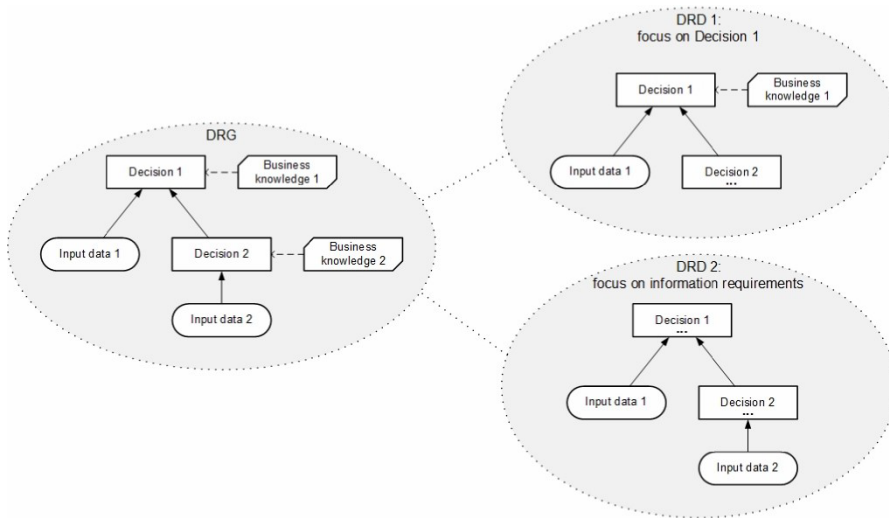 DRG
Decision 1
Business
knowledge 1
Input data 1
Decision 2
Business
knowledge 2
Input data 2
DRD 1:
focus on Decision 1
Decision 1
Business
knowledge 1
Input data 1
Decision 2
...
DRD 2:
focus on information requirements
Decision 1
...
Input data 1
Decision 2
...
Input data 2